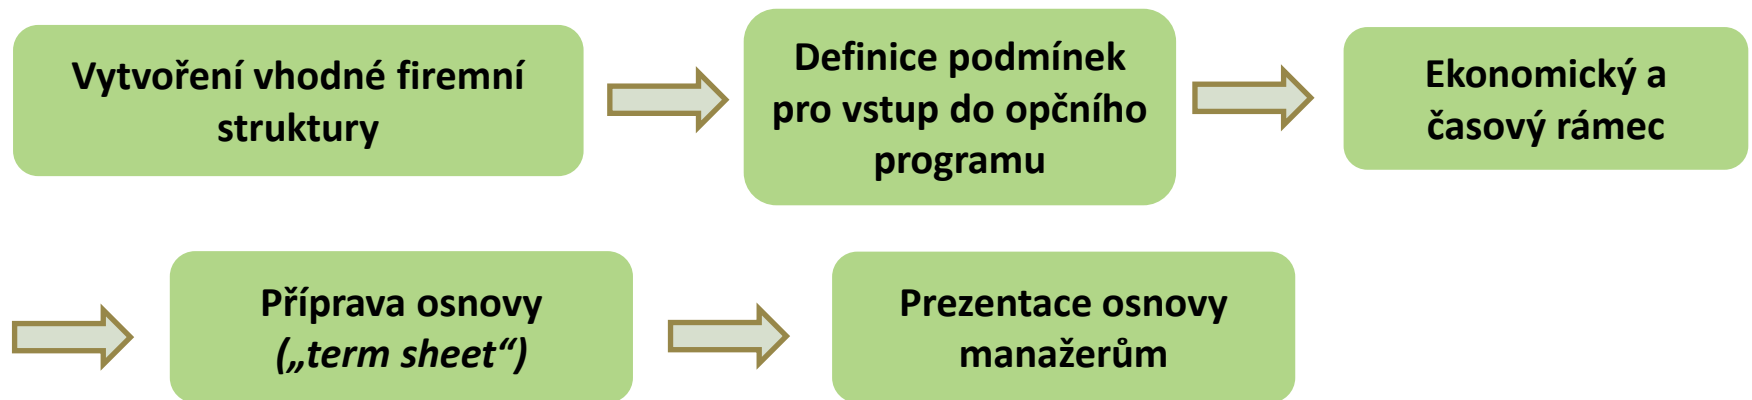 Vytvoření vhodné firemní
struktury
Definice podmínek
pro vstup do opčního
programu
Ekonomický a
časový rámec
Příprava osnovy
(„term sheet“)
Prezentace osnovy
manažerům